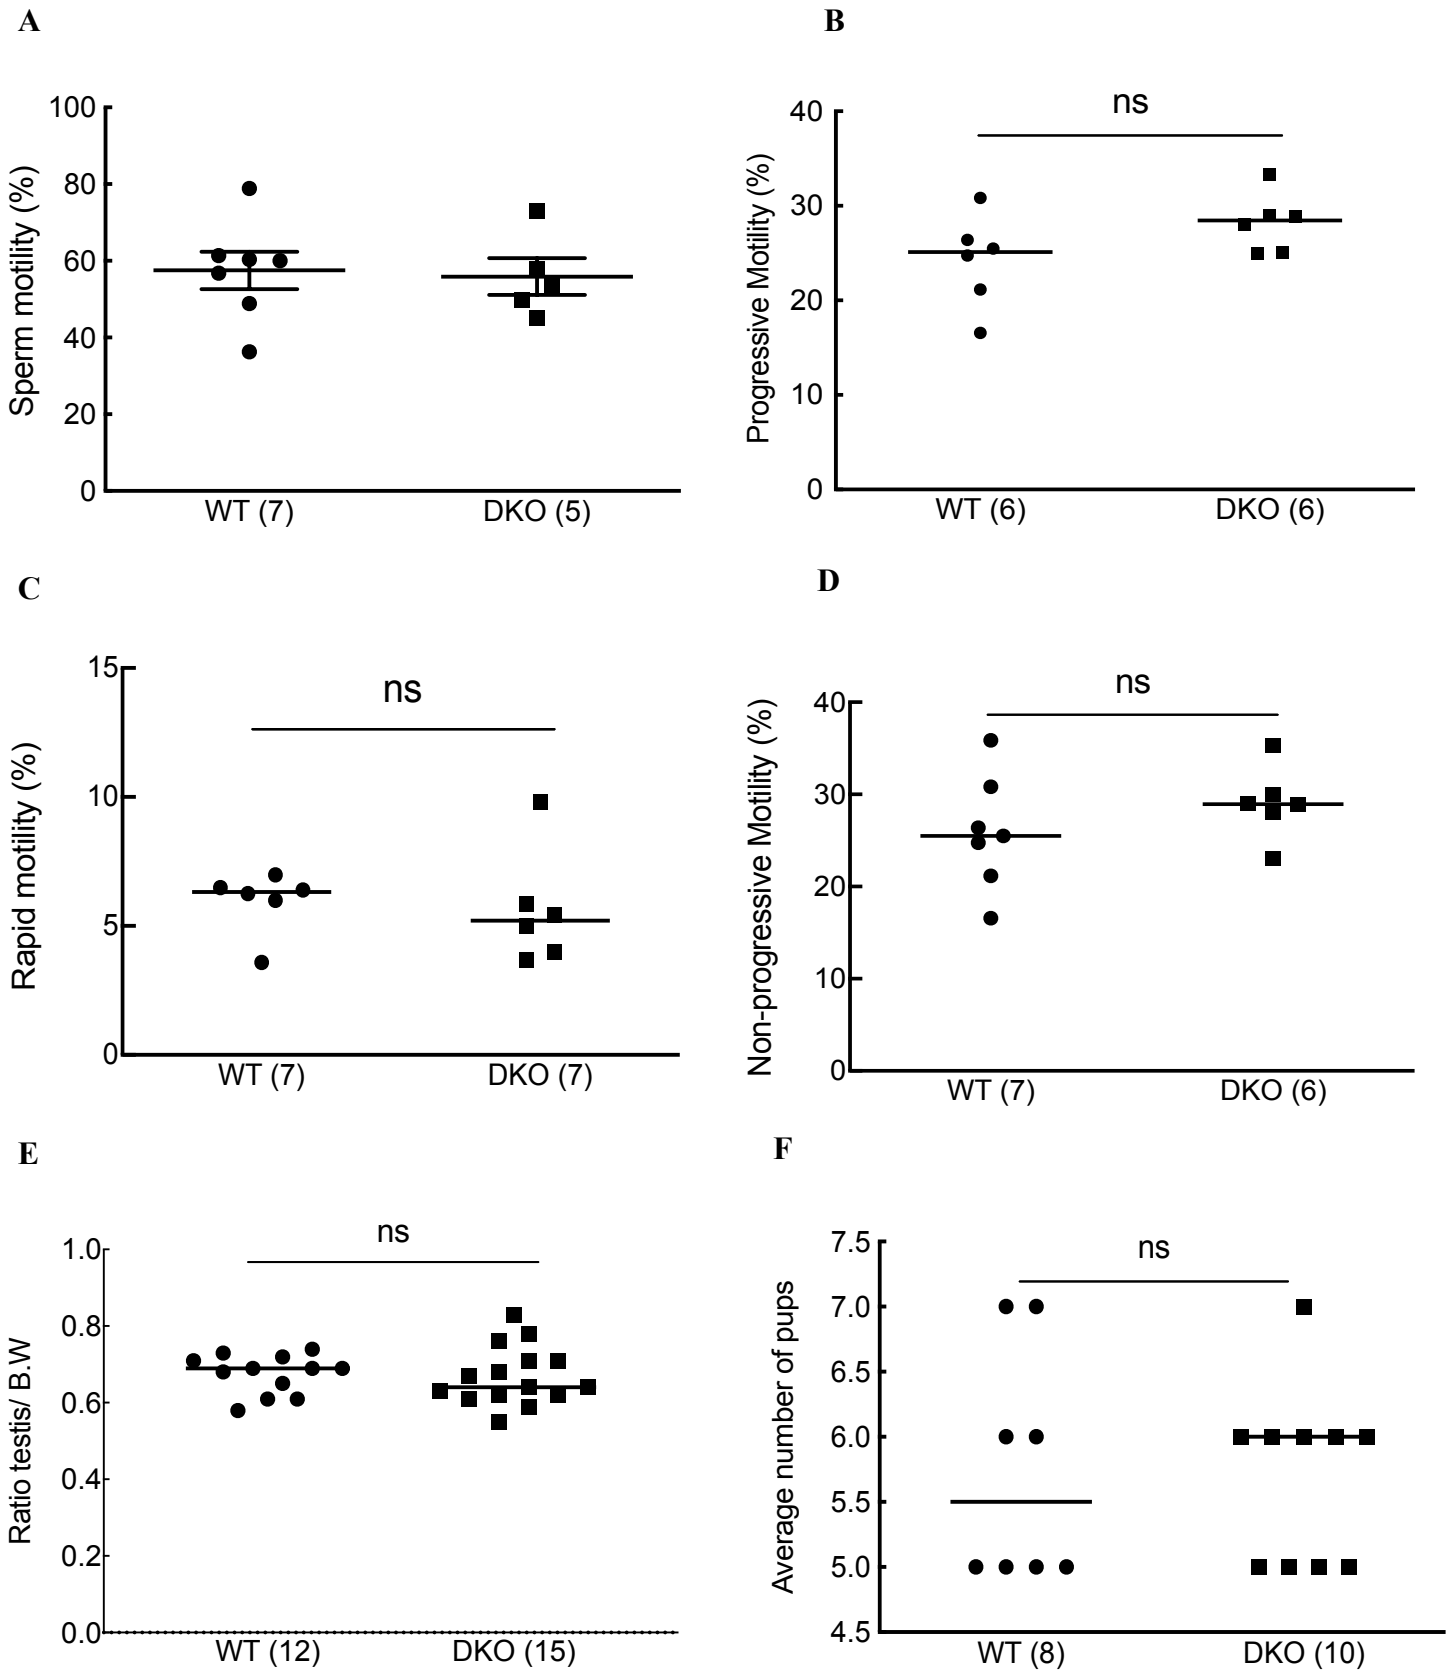 A
Sperm motility (%)
100
80
60
40
20
0
WT (7)
DKO (5)
B
Progressive Motility (%)
ns
40
30
20
10
0
WT (6)
DKO (6)
C
Rapid motility (%)
ns
15
10
5
0
WT (7)
DKO (7)
D
Non-progressive Motility (%)
ns
40
30
20
10
0
WT (7)
DKO (6)
E
Ratio testis/ B.W
ns
1.0
0.8
0.6
0.4
0.2
0.0
WT (12)
DKO (15)
F
Average number of pups
ns
7.5
7.0
6.5
6.0
5.5
5.0
4.5
WT (8)
DKO (10)